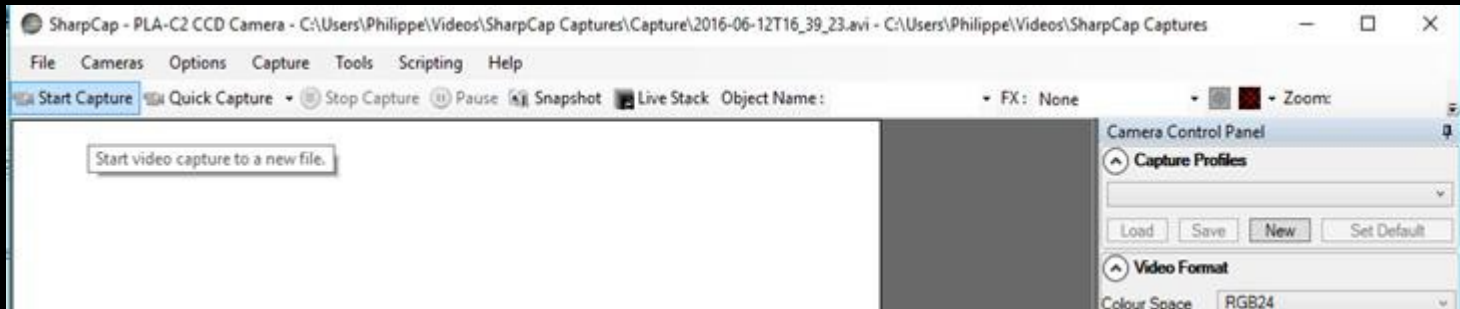 SharpCap - PLA-C2 CCD Camera - C:\Users\Philippe\Videos\SharpCap Captures\Capture\2016-06-12T16_39_23.avi - C:\Users\Philippe\Videos\SharpCap Captures
File Cameras Options Capture Tools Scripting Help
Start Capture Quick Capture Stop Capture Pause Snapshot Live Stack Object Name: FX: None Zoom:
Camera Control Panel
Start video capture to a new file.
Capture Profiles
Load Save New Set Default
Video Format
Colour Space RGB24